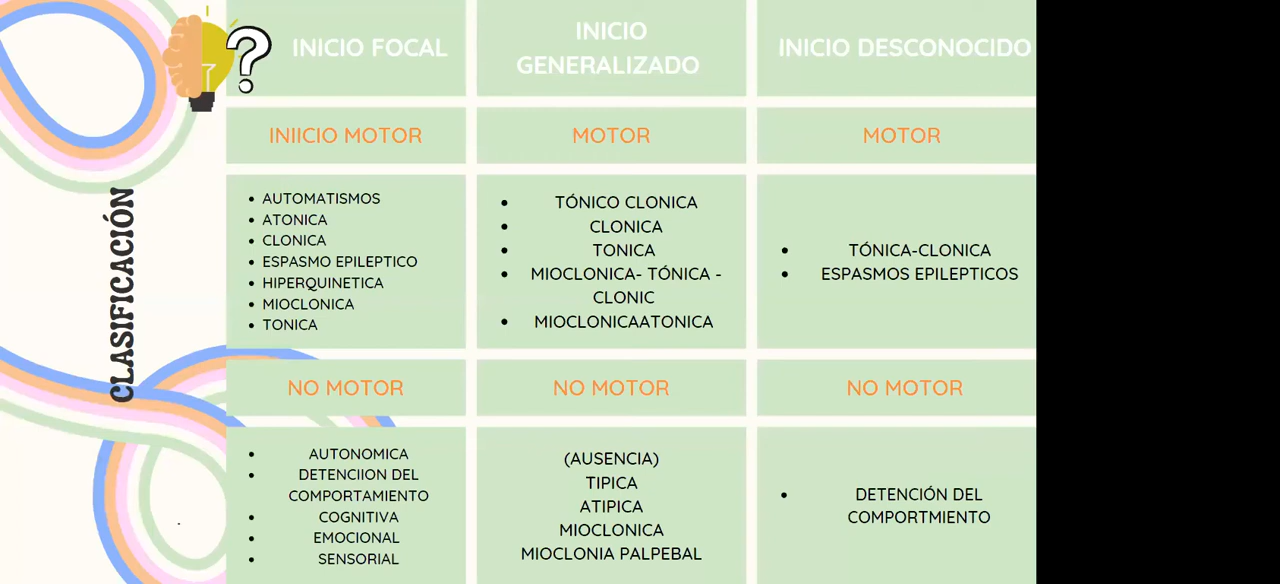 CLASIFICACIÓN
?
INICIO FOCAL
INIICIO MOTOR
• AUTOMATISMOS
• ATONICA
• CLONICA
• ESPASMO EPILEPTICO
• HIPERQUINETICA
• MIOCLONICA
• TONICA
NO MOTOR
• AUTONOMICA
• DETENCIION DEL
COMPORTAMIENTO
• COGNITIVA
• EMOCIONAL
• SENSORIAL
INICIO
GENERALIZADO
MOTOR
• TÓNICO CLONICA
• CLONICA
• TONICA
• MIOCLONICA- TÓNICA -
CLONIC
• MIOCLONICAATONICA
NO MOTOR
(AUSENCIA)
TIPICA
ATIPICA
MIOCLONICA
MIOCLONIA PALPEBAL
INICIO DESCONOCIDO
MOTOR
• TÓNICA-CLONICA
• ESPASMOS EPILEPTICOS
NO MOTOR
• DETENCIÓN DEL
COMPORTMIENTO